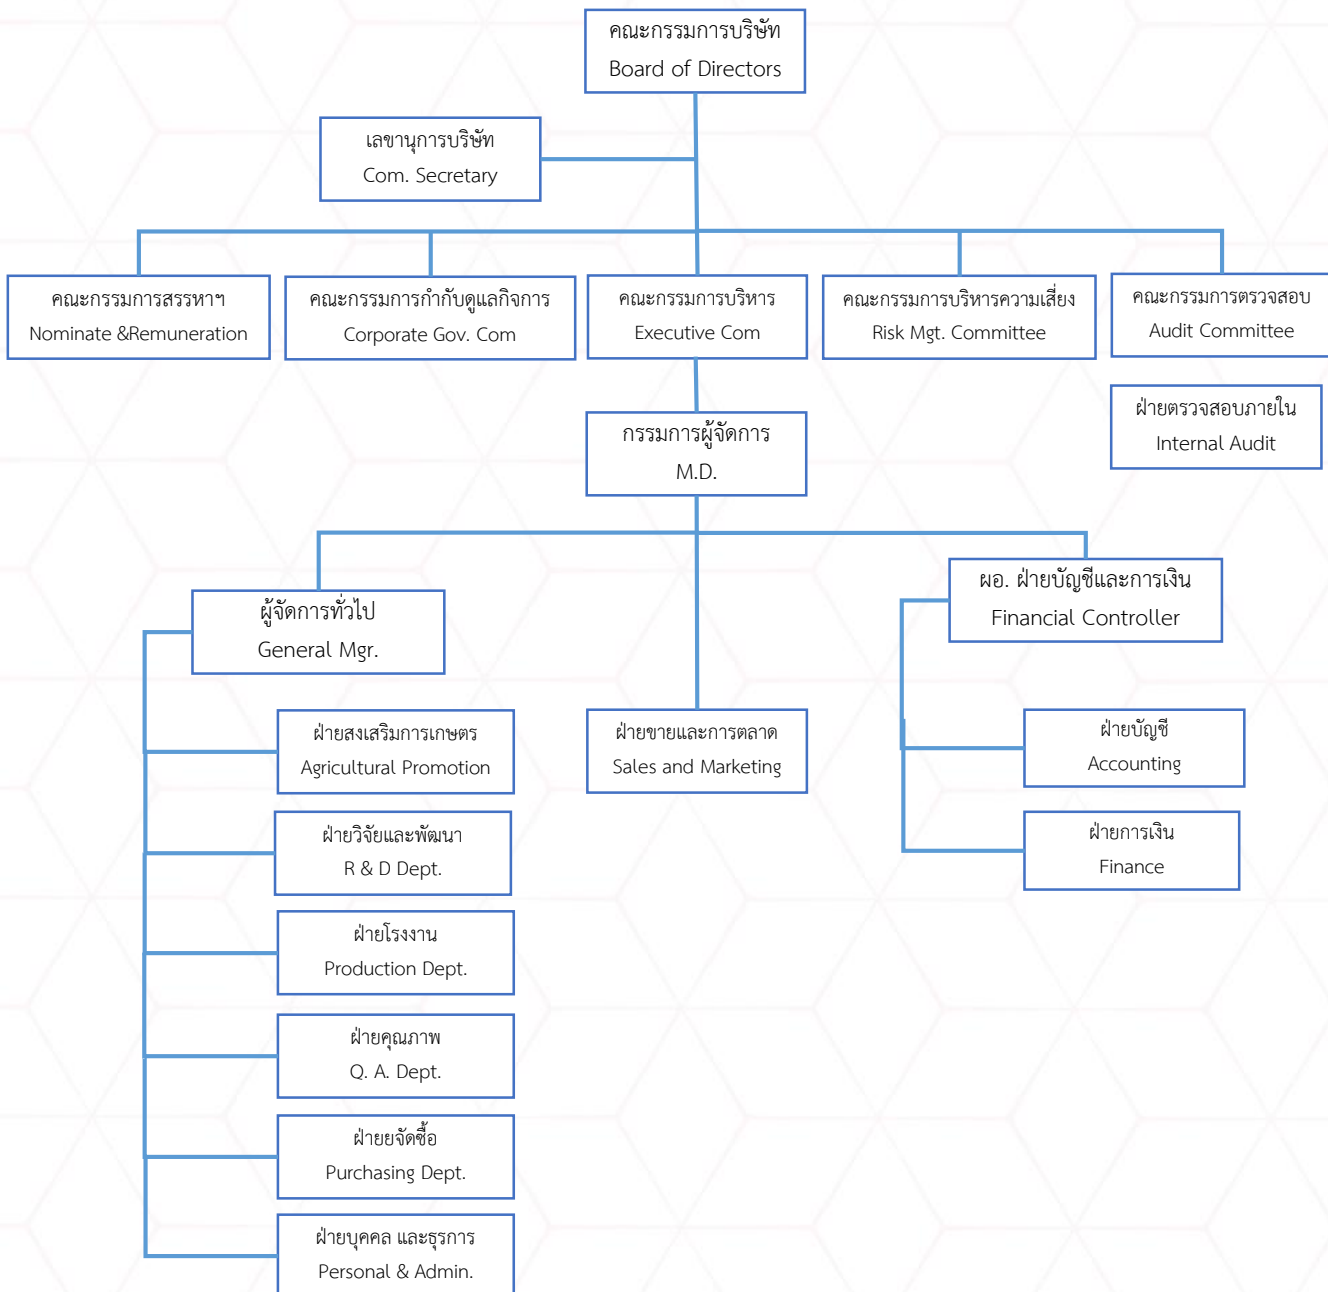 คณะกรรมการบริษัท
Board of Directors
เลขานุการบริษัท
Com. Secretary
คณะกรรมการสรรหาฯ
Nominate &Remuneration
คณะกรรมการกำกับดูแลกิจการ
Corporate Gov. Com
คณะกรรมการบริหาร
Executive Com
คณะกรรมการบริหารความเสี่ยง
Risk Mgt. Committee
คณะกรรมการตรวจสอบ
Audit Committee
ฝ่ายตรวจสอบภายใน
Internal Audit
กรรมการผู้จัดการ
M.D.
ผู้จัดการทั่วไป
General Mgr.
ผอ. ฝ่ายบัญชีและการเงิน
Financial Controller
ฝ่ายสงเสริมการเกษตร
Agricultural Promotion
ฝ่ายขายและการตลาด
Sales and Marketing
ฝ่ายบัญชี
Accounting
ฝ่ายวิจัยและพัฒนา
R & D Dept.
ฝ่ายการเงิน
Finance
ฝ่ายโรงงาน
Production Dept.
ฝ่ายคุณภาพ
Q. A. Dept.
ฝ่ายยจัดซื้อ
Purchasing Dept.
ฝ่ายบุคคล และธุรการ
Personal & Admin.